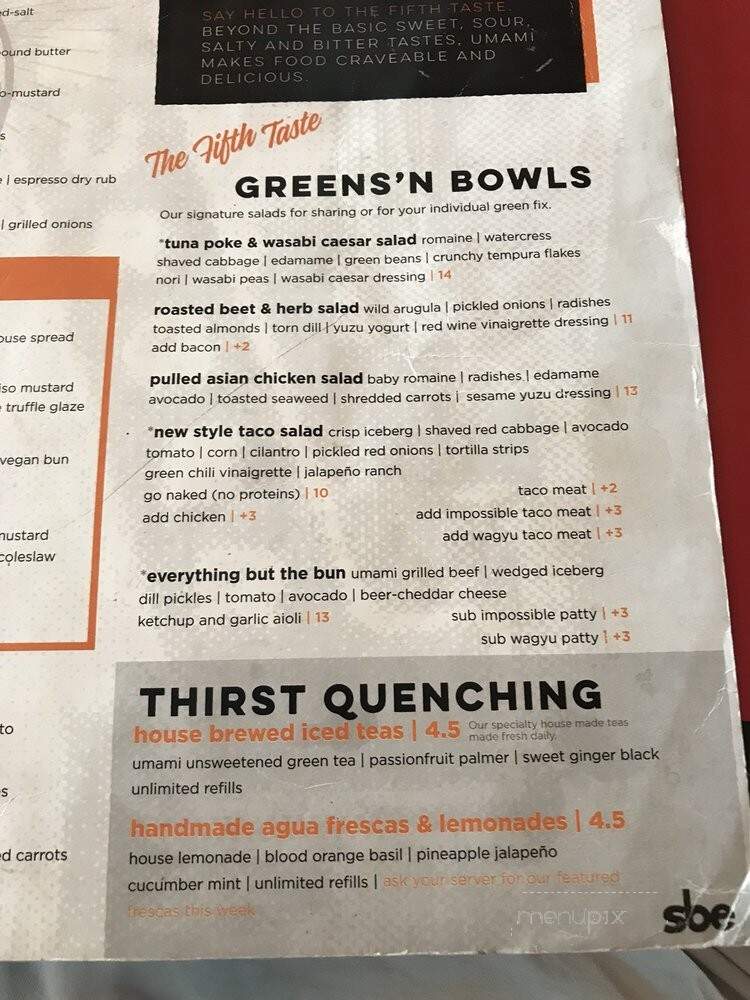 ed-salt
ound butter
o-mustard
s
e | espresso dry rub
| grilled onions
ouse spread
iso mustard
e truffle glaze
vegan bun
mustard
coleslaw
to
s
ed carrots
SAY HELLO TO THE FIFTH TASTE.
BEYOND THE BASIC SWEET, SOUR,
SALTY AND BITTER TASTES, UMAMI
MAKES FOOD CRAVEABLE AND
DELICIOUS.
The Fifth Taste
GREENS'N BOWLS
Our signature salads for sharing or for your individual green fix.
*tuna poke & wasabi caesar salad romaine | watercress
shaved cabbage | edamame | green beans | crunchy tempura flakes
nori | wasabi peas | wasabi caesar dressing | 14
roasted beet & herb salad wild arugula | pickled onions | radishes
toasted almonds | torn dill | yuzu yogurt | red wine vinaigrette dressing | 11
add bacon | +2
pulled asian chicken salad baby romaine | radishes | edamame
avocado | toasted seaweed | shredded carrots | sesame yuzu dressing | 13
*new style taco salad crisp iceberg | shaved red cabbage | avocado
tomato | corn | cilantro | pickled red onions | tortilla strips
green chili vinaigrette | jalapeño ranch
go naked (no proteins) | 10 taco meat | +2
add chicken | +3 add impossible taco meat | +3
add wagyu taco meat | +3
*everything but the bun umami grilled beef | wedged iceberg
dill pickles | tomato | avocado | beer-cheddar cheese
ketchup and garlic aioli | 13 sub impossible patty | +3
sub wagyu patty | +3
THIRST QUENCHING
house brewed iced teas | 4.5 Our specialty house made teas
made fresh daily.
umami unsweetened green tea | passionfruit palmer | sweet ginger black
unlimited refills
handmade agua frescas & lemonades | 4.5
house lemonade | blood orange basil | pineapple jalapeño
cucumber mint | unlimited refills | ask your server for our featured
frescas this week
menupix
sbe